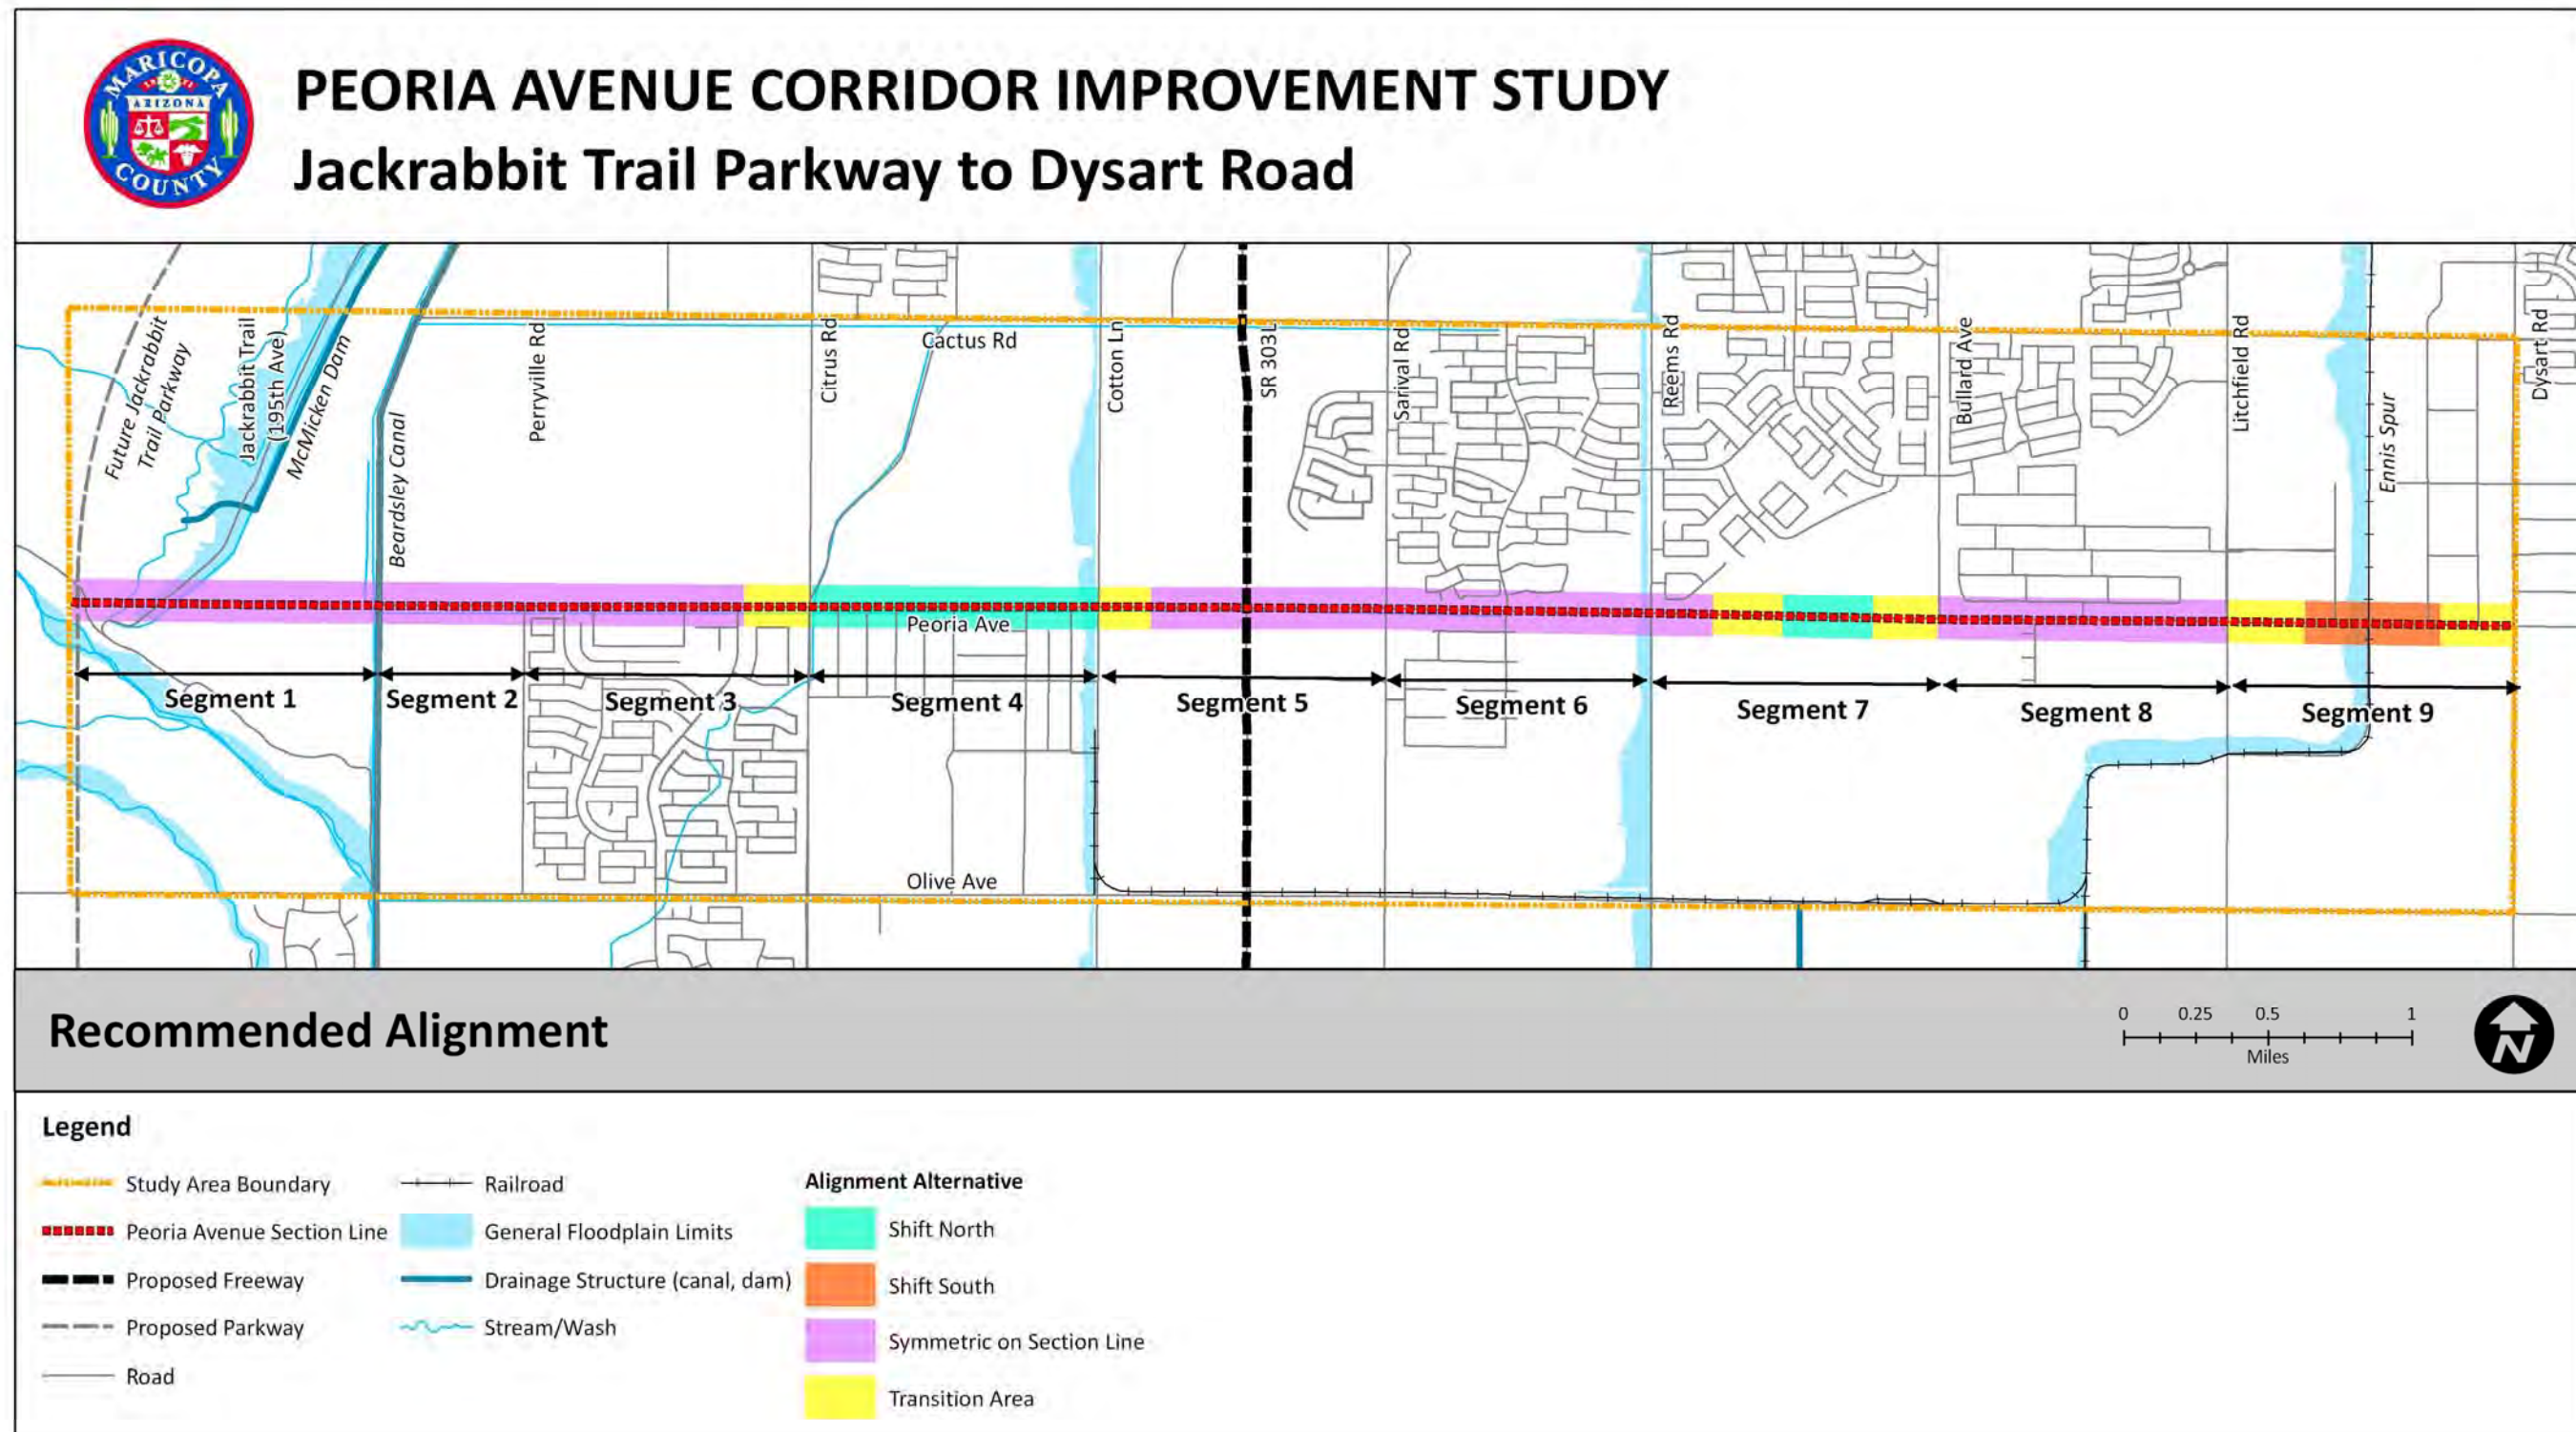 MARICOPA
ARIZONA
COUNTY
PEORIA AVENUE CORRIDOR IMPROVEMENT STUDY
Jackrabbit Trail Parkway to Dysart Road
Future Jackrabbit
Trail Parkway
Jackrabbit Trail
(195th Ave)
McMicken Dam
Beardsley Canal
Perryville Rd
Citrus Rd
Cactus Rd
Cotton Ln
SR 303L
Sarival Rd
Reems Rd
Bullard Ave
Litchfield Rd
Ennis Spur
Dysart Rd
Peoria Ave
Segment 1
Segment 2
Segment 3
Segment 4
Segment 5
Segment 6
Segment 7
Segment 8
Segment 9
Olive Ave
Recommended Alignment
0 0.25 0.5 1
Miles
N
Legend
Study Area Boundary
Peoria Avenue Section Line
Proposed Freeway
Proposed Parkway
Road
Railroad
General Floodplain Limits
Drainage Structure (canal, dam)
Stream/Wash
Alignment Alternative
Shift North
Shift South
Symmetric on Section Line
Transition Area